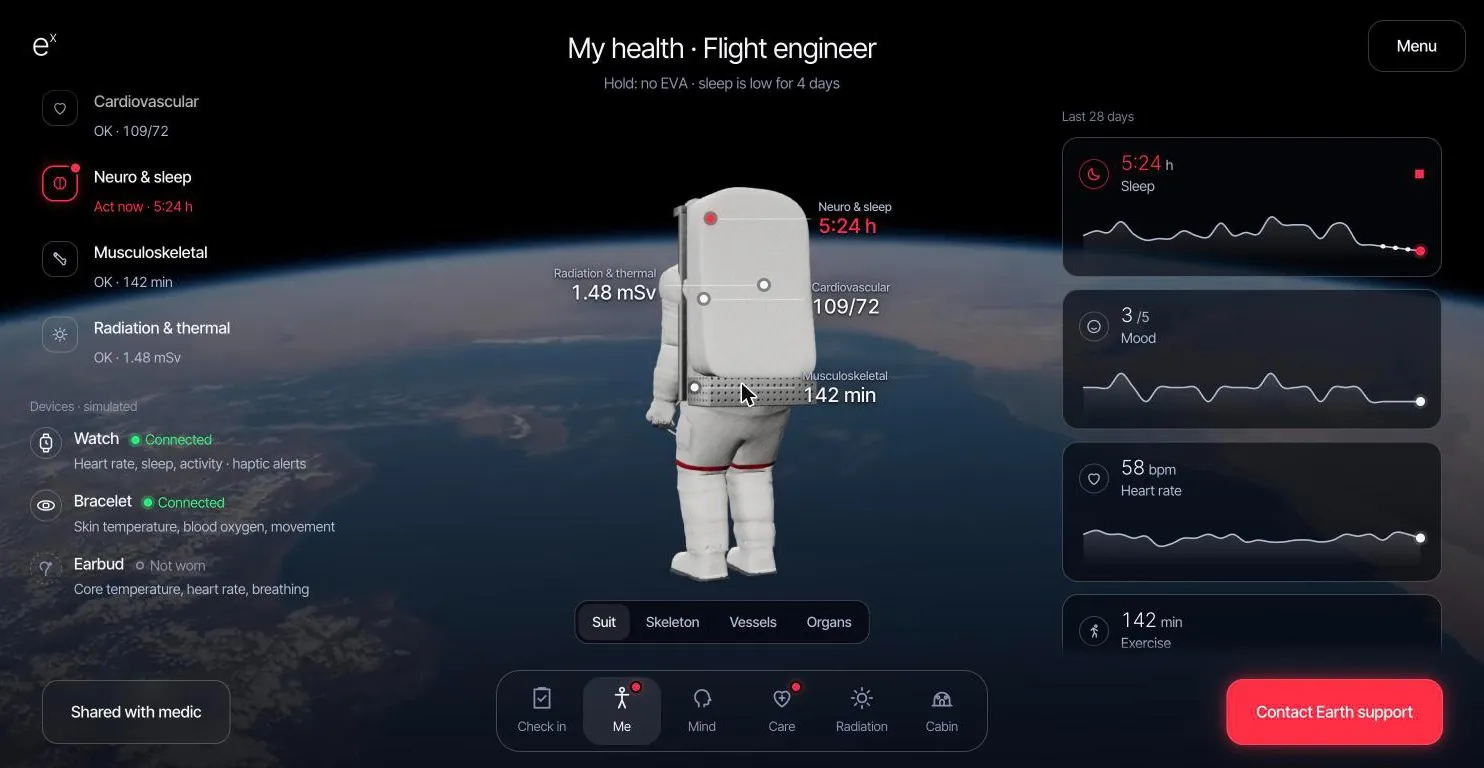 e^x
My health · Flight engineer
Hold: no EVA · sleep is low for 4 days
Menu
Cardiovascular
OK · 109/72
Neuro & sleep
Act now · 5:24 h
Musculoskeletal
OK · 142 min
Radiation & thermal
OK · 1.48 mSv
Devices · simulated
Watch
Connected
Heart rate, sleep, activity · haptic alerts
Bracelet
Connected
Skin temperature, blood oxygen, movement
Earbud
Not worn
Core temperature, heart rate, breathing
Shared with medic
Neuro & sleep
5:24 h
Radiation & thermal
1.48 mSv
Cardiovascular
109/72
Musculoskeletal
142 min
Suit
Skeleton
Vessels
Organs
Check in
Me
Mind
Care
Radiation
Cabin
Last 28 days
5:24 h
Sleep
3 /5
Mood
58 bpm
Heart rate
142 min
Exercise
Contact Earth support